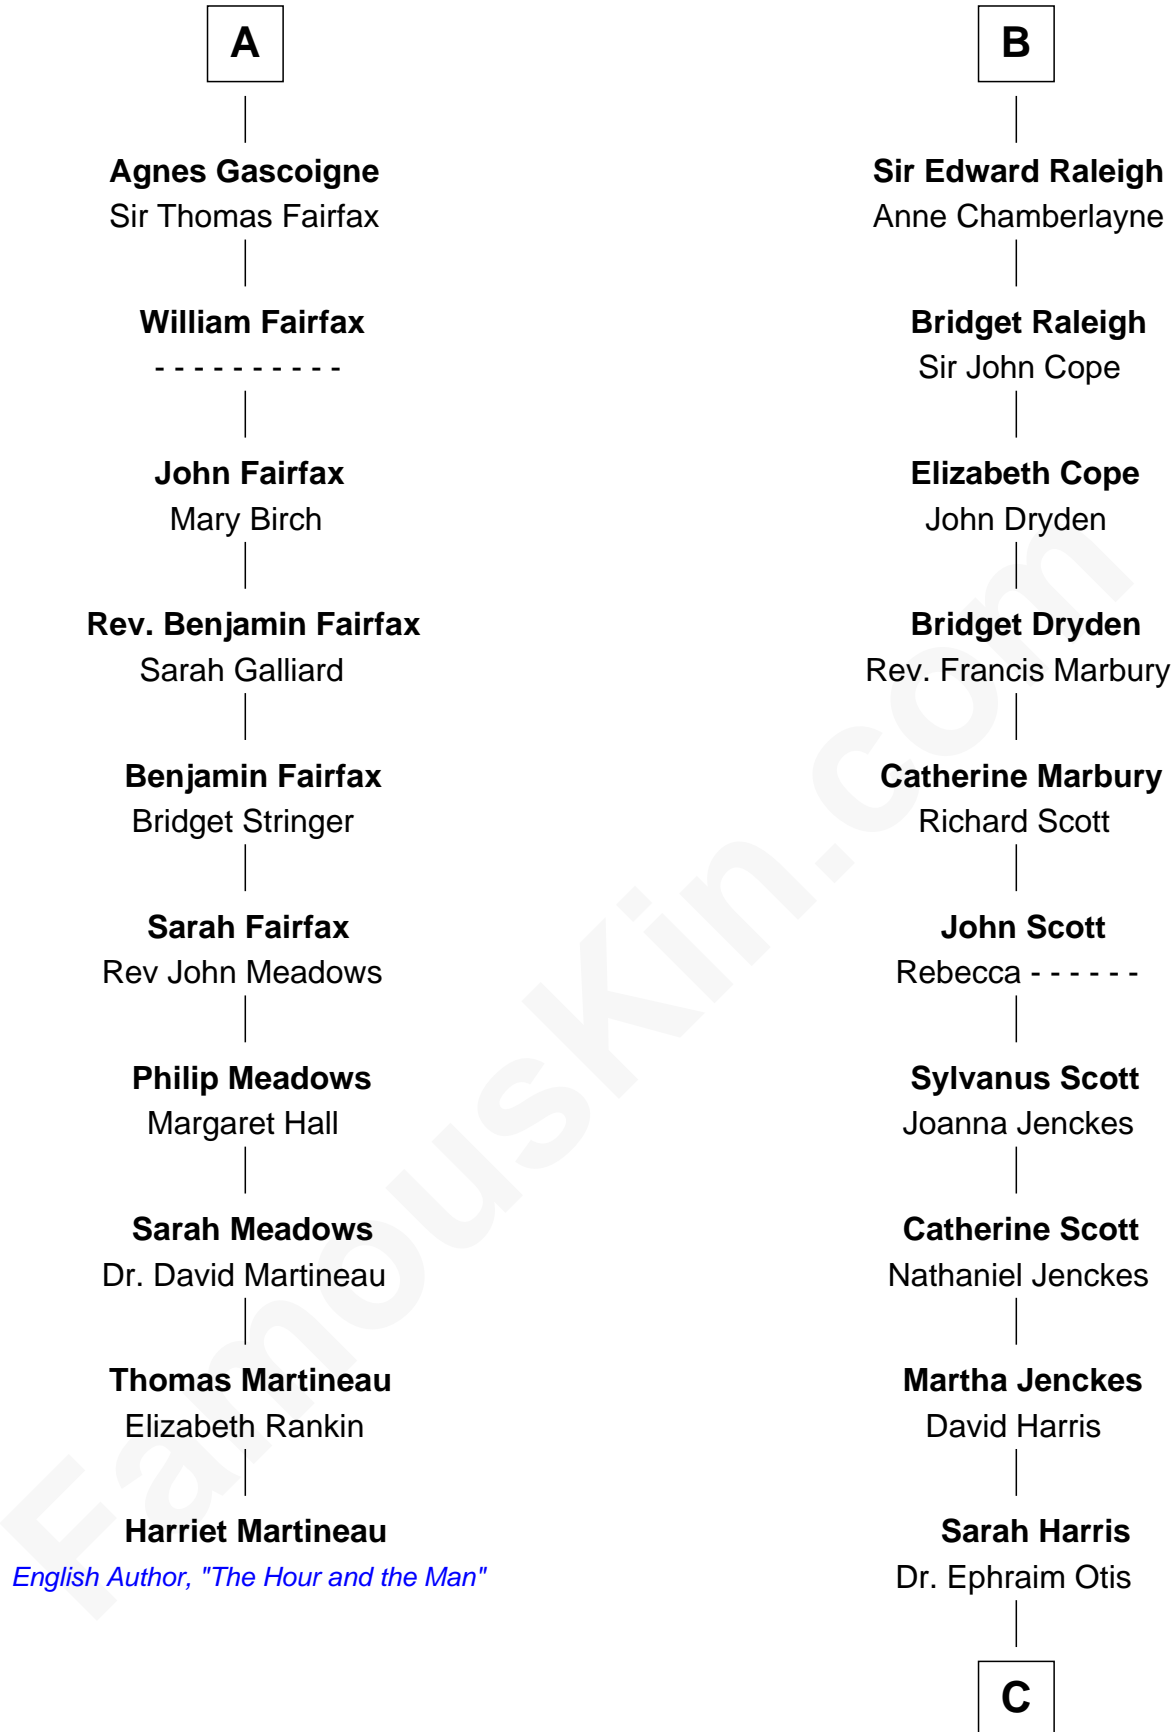 A
Agnes Gascoigne
Sir Thomas Fairfax
William Fairfax
- - - - - - - - - -
John Fairfax
Mary Birch
Rev. Benjamin Fairfax
Sarah Galliard
Benjamin Fairfax
Bridget Stringer
Sarah Fairfax
Rev John Meadows
Philip Meadows
Margaret Hall
Sarah Meadows
Dr. David Martineau
Thomas Martineau
Elizabeth Rankin
Harriet Martineau
English Author, "The Hour and the Man"
B
Sir Edward Raleigh
Anne Chamberlayne
Bridget Raleigh
Sir John Cope
Elizabeth Cope
John Dryden
Bridget Dryden
Rev. Francis Marbury
Catherine Marbury
Richard Scott
John Scott
Rebecca - - - - - -
Sylvanus Scott
Joanna Jenckes
Catherine Scott
Nathaniel Jenckes
Martha Jenckes
David Harris
Sarah Harris
Dr. Ephraim Otis
C
FamousKin.com